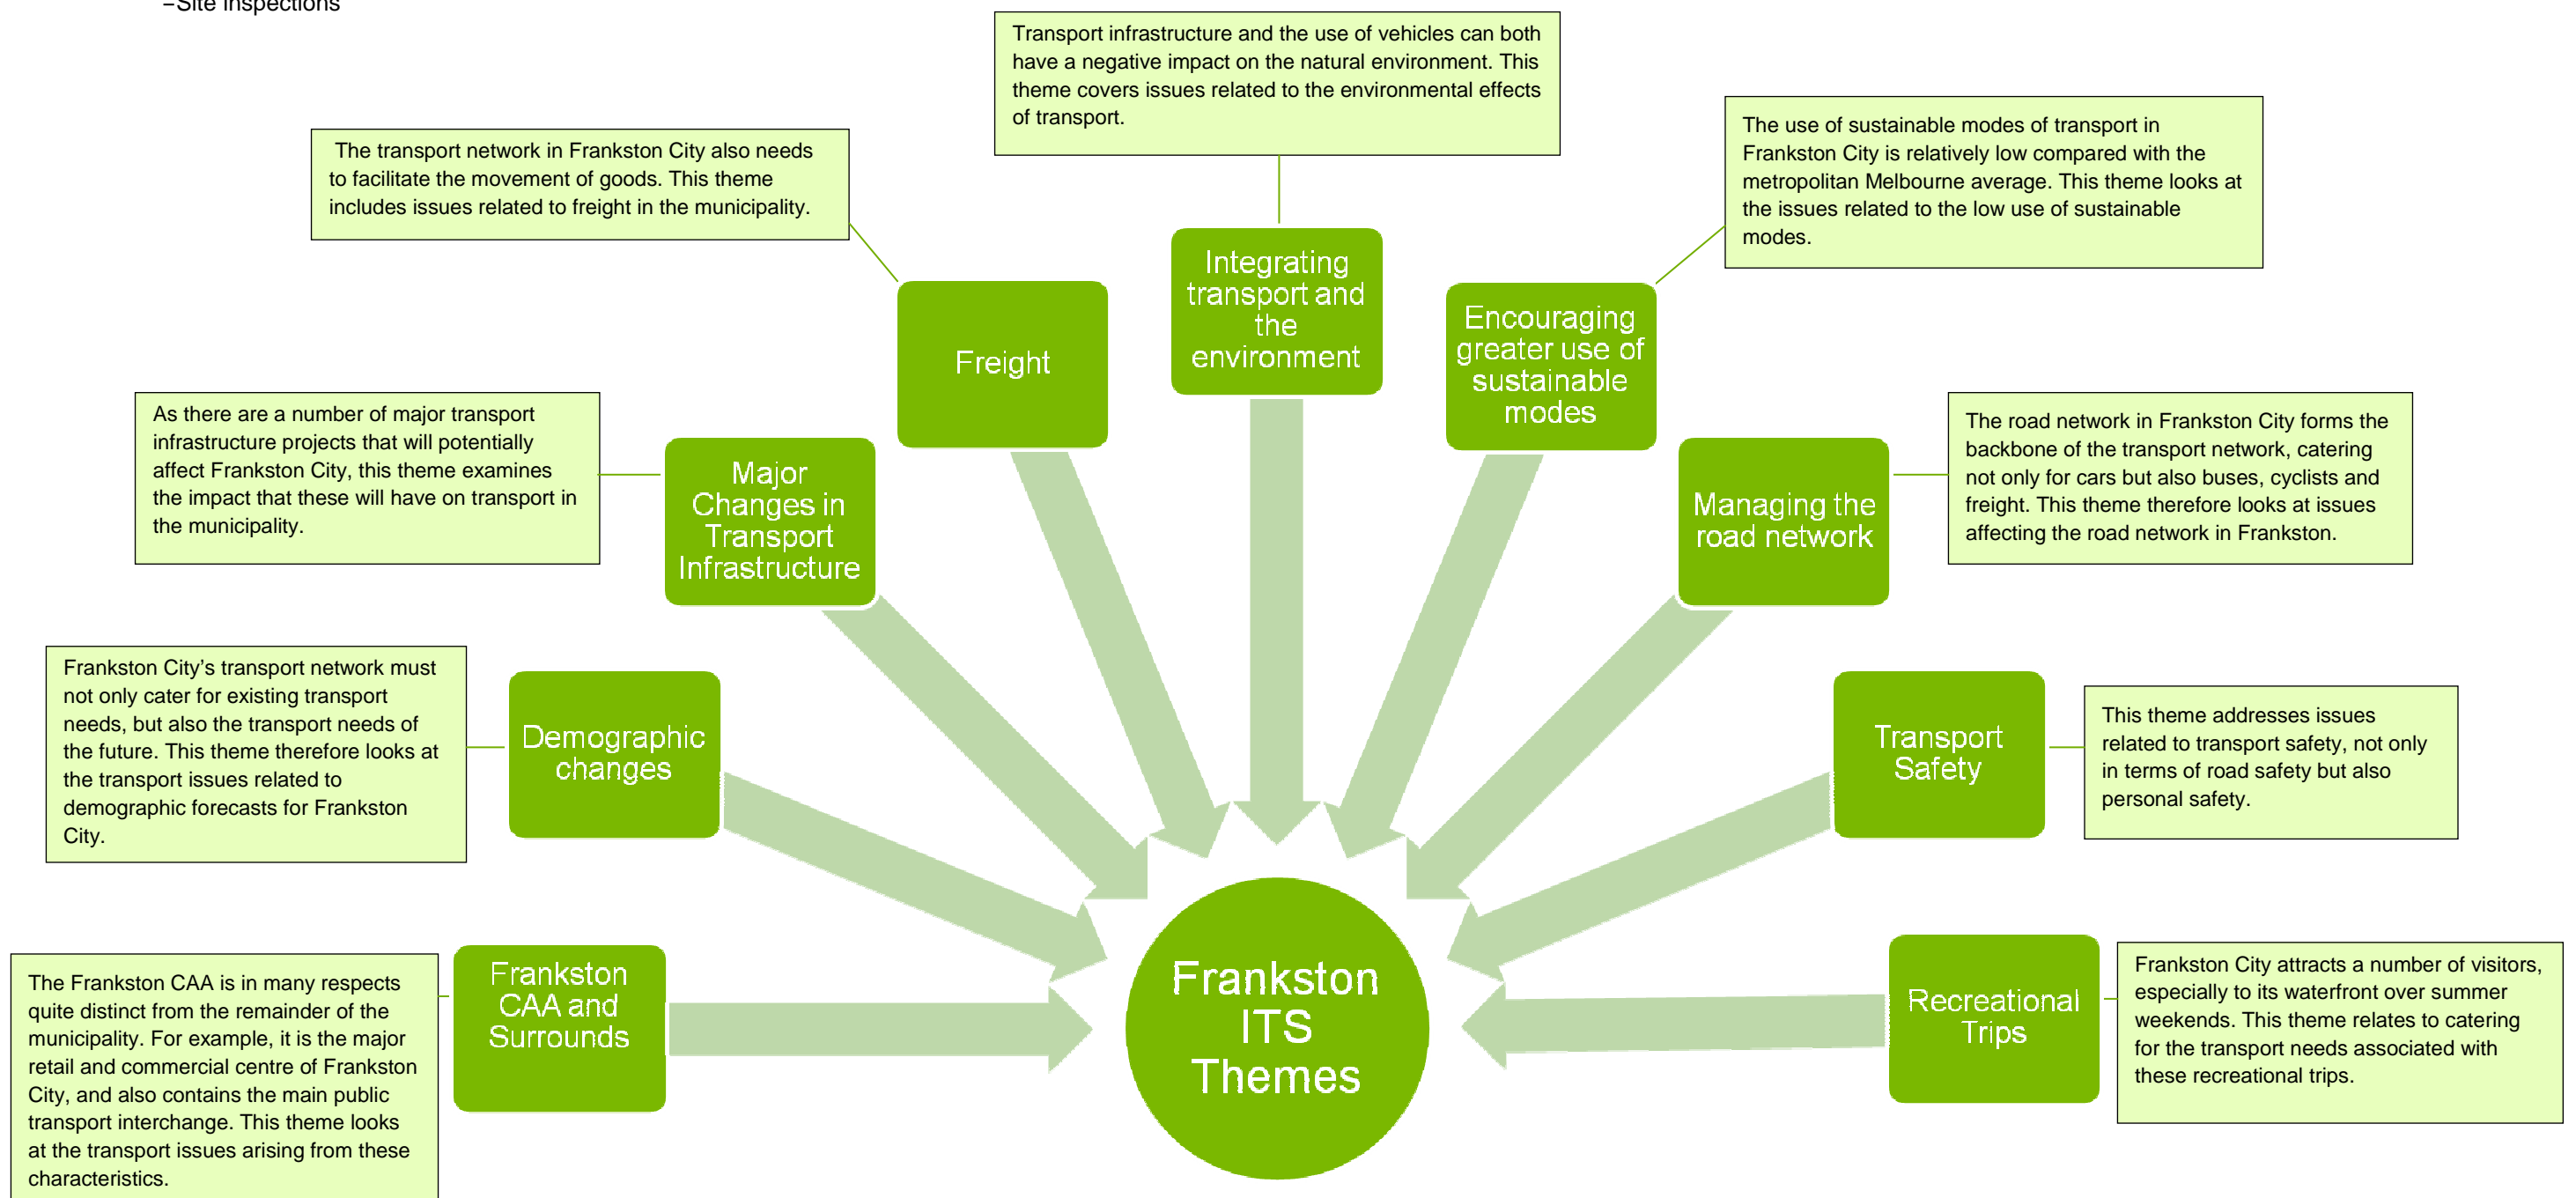 –Site Inspections
Transport infrastructure and the use of vehicles can both
have a negative impact on the natural environment. This
theme covers issues related to the environmental effects
of transport.
The transport network in Frankston City also needs
to facilitate the movement of goods. This theme
includes issues related to freight in the municipality.
The use of sustainable modes of transport in
Frankston City is relatively low compared with the
metropolitan Melbourne average. This theme looks at
the issues related to the low use of sustainable
modes.
Integrating
transport and
the
environment
Freight
Encouraging
greater use of
sustainable
modes
As there are a number of major transport
infrastructure projects that will potentially
affect Frankston City, this theme examines
the impact that these will have on transport in
the municipality.
Major
Changes in
Transport
Infrastructure
Managing the
road network
The road network in Frankston City forms the
backbone of the transport network, catering
not only for cars but also buses, cyclists and
freight. This theme therefore looks at issues
affecting the road network in Frankston.
Frankston City’s transport network must
not only cater for existing transport
needs, but also the transport needs of
the future. This theme therefore looks at
the transport issues related to
demographic forecasts for Frankston
City.
Demographic
changes
Transport
Safety
This theme addresses issues
related to transport safety, not only
in terms of road safety but also
personal safety.
The Frankston CAA is in many respects
quite distinct from the remainder of the
municipality. For example, it is the major
retail and commercial centre of Frankston
City, and also contains the main public
transport interchange. This theme looks
at the transport issues arising from these
characteristics.
Frankston
CAA and
Surrounds
Frankston
ITS
Themes
Recreational
Trips
Frankston City attracts a number of visitors,
especially to its waterfront over summer
weekends. This theme relates to catering
for the transport needs associated with
these recreational trips.